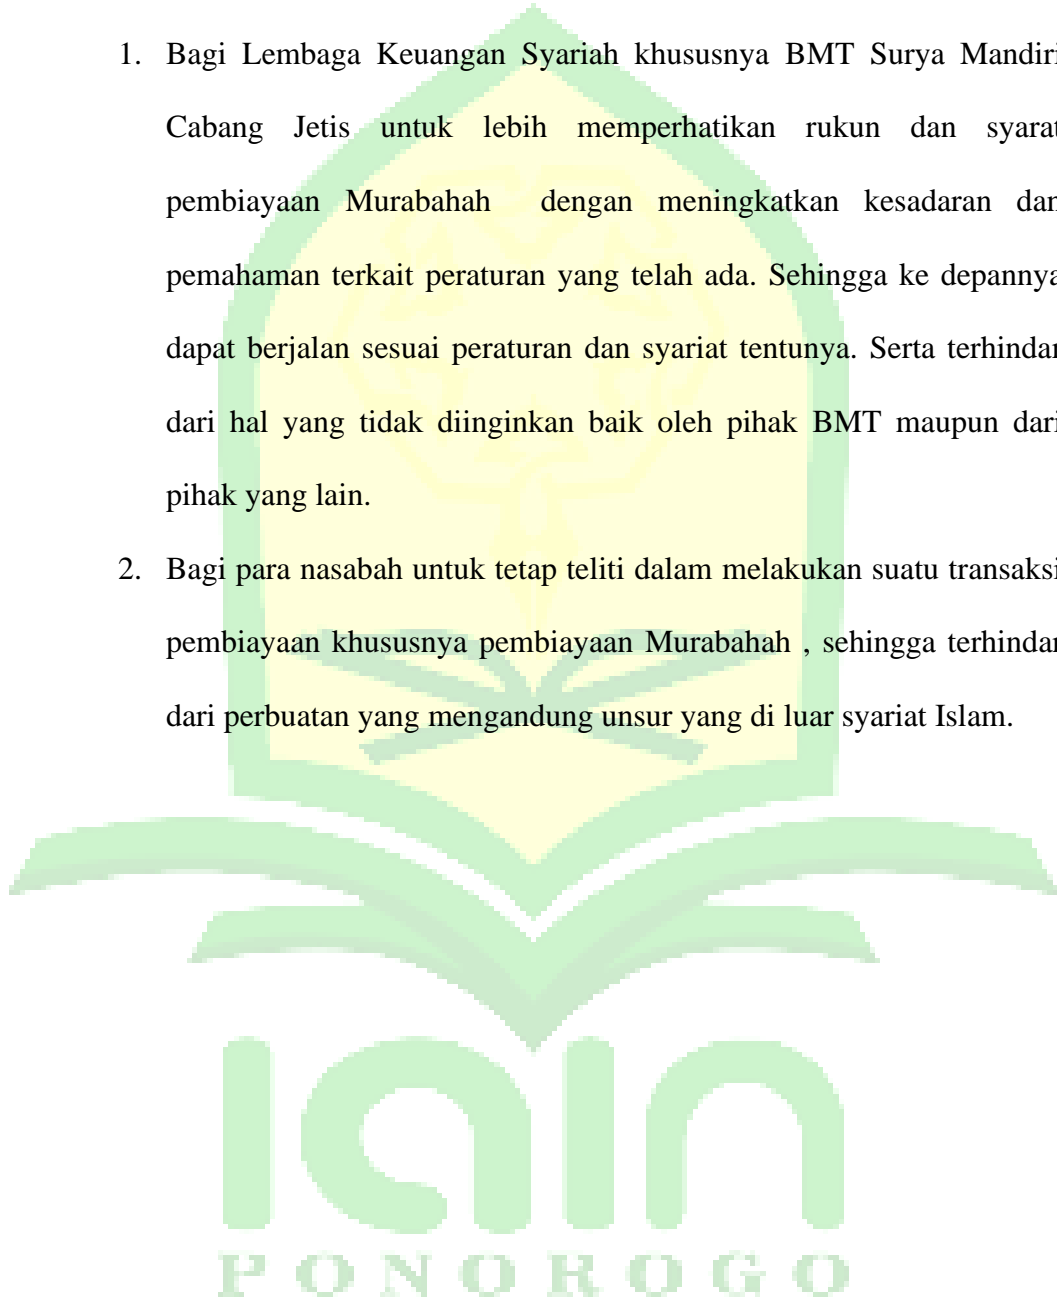 1. Bagi Lembaga Keuangan Syariah khususnya BMT Surya Mandiri
Cabang Jetis untuk lebih memperhatikan rukun dan syarat
pembiayaan Murabahah dengan meningkatkan kesadaran dan
pemahaman terkait peraturan yang telah ada. Sehingga ke depannya
dapat berjalan sesuai peraturan dan syariat tentunya. Serta terhindar
dari hal yang tidak diinginkan baik oleh pihak BMT maupun dari
pihak yang lain.
2. Bagi para nasabah untuk tetap teliti dalam melakukan suatu transaksi
pembiayaan khususnya pembiayaan Murabahah , sehingga terhindar
dari perbuatan yang mengandung unsur yang di luar syariat Islam.
iain
PONOROGO